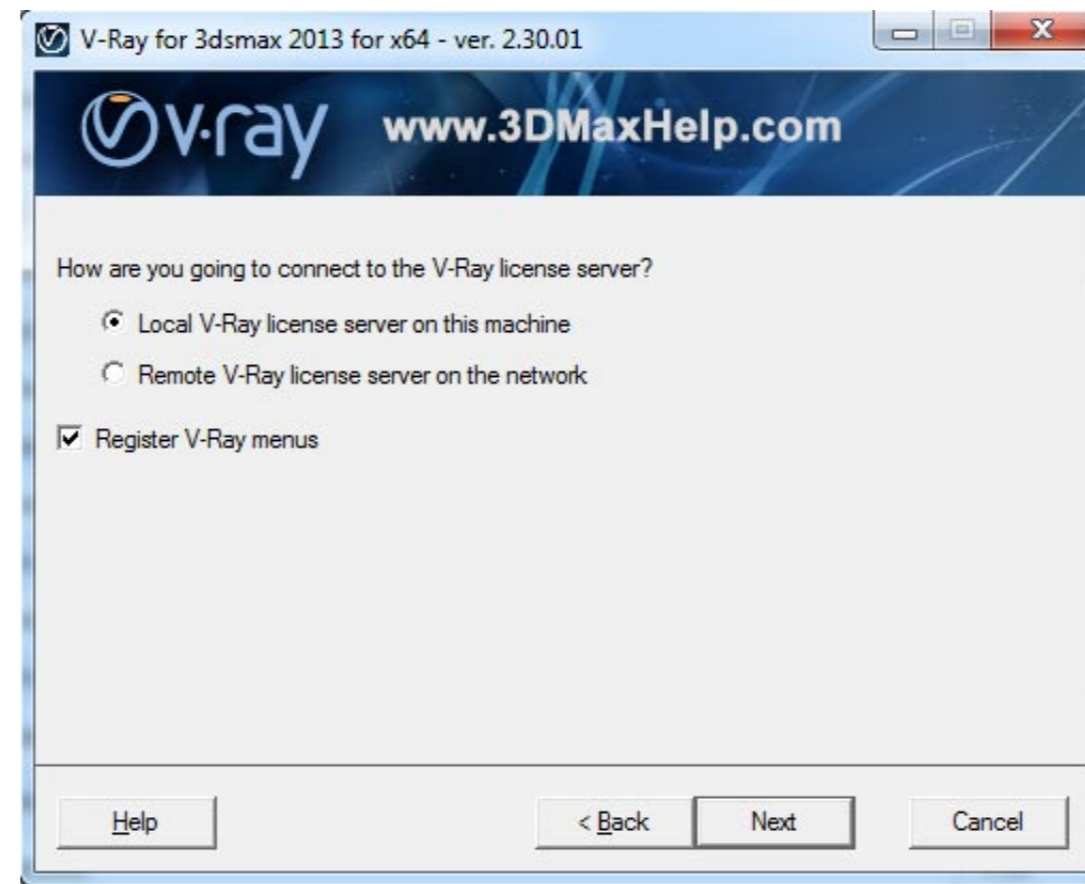 V-Ray for 3dsmax 2013 for x64 - ver. 2.30.01
v·ray www.3DMaxHelp.com
How are you going to connect to the V-Ray license server?
Local V-Ray license server on this machine
Remote V-Ray license server on the network
Register V-Ray menus
Help < Back Next Cancel